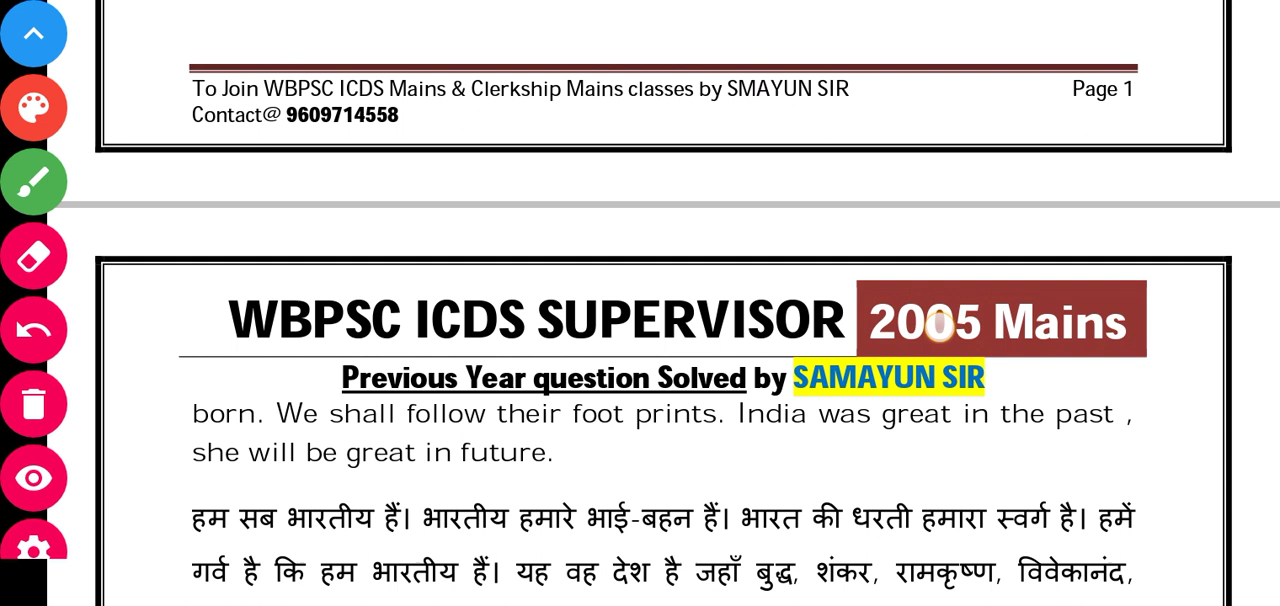 To Join WBPSC ICDS Mains & Clerkship Mains classes by SMAYUN SIR Page 1
Contact@ 9609714558
WBPSC ICDS SUPERVISOR 2005 Mains
Previous Year question Solved by SAMAYUN SIR
born. We shall follow their foot prints. India was great in the past ,
she will be great in future.
हम सब भारतीय हैं। भारतीय हमारे भाई-बहन हैं। भारत की धरती हमारा स्वर्ग है। हमें
गर्व है कि हम भारतीय हैं। यह वह देश है जहाँ बुद्ध, शंकर, रामकृष्ण, विवेकानंद,